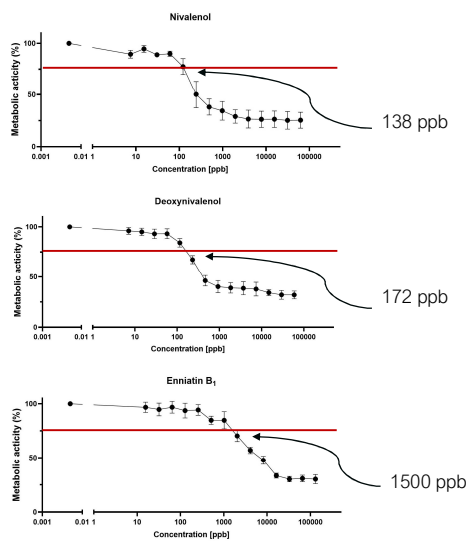 Nivalenol
Metabolic activity (%)
100
50
0
0.001 0.01 1 10 100 1000 10000 100000
Concentration [ppb]
138 ppb
Deoxynivalenol
Metabolic activity (%)
100
50
0
0.001 0.01 1 10 100 1000 10000 100000
Concentration [ppb]
172 ppb
Enniatin B₁
Metabolic activity (%)
100
50
0
0.001 0.01 1 10 100 1000 10000 100000
Concentration [ppb]
1500 ppb